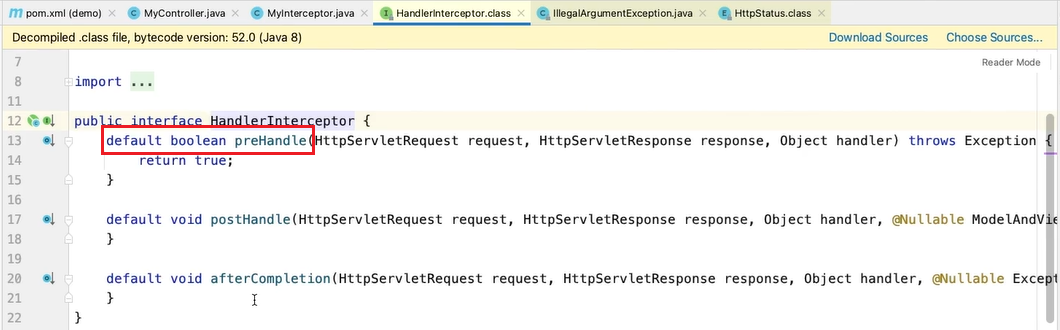 pom.xml (demo) MyController.java MyInterceptor.java HandlerInterceptor.class IllegalArgumentException.java HttpStatus.class
Decompiled .class file, bytecode version: 52.0 (Java 8) Download Sources Choose Sources...
Reader Mode
7
8 import ...
11
12 public interface HandlerInterceptor {
13 default boolean preHandle(HttpServletRequest request, HttpServletResponse response, Object handler) throws Exception {
14 return true;
15 }
16
17 default void postHandle(HttpServletRequest request, HttpServletResponse response, Object handler, @Nullable ModelAndVie
18 }
19
20 default void afterCompletion(HttpServletRequest request, HttpServletResponse response, Object handler, @Nullable Except
21 }
22 }